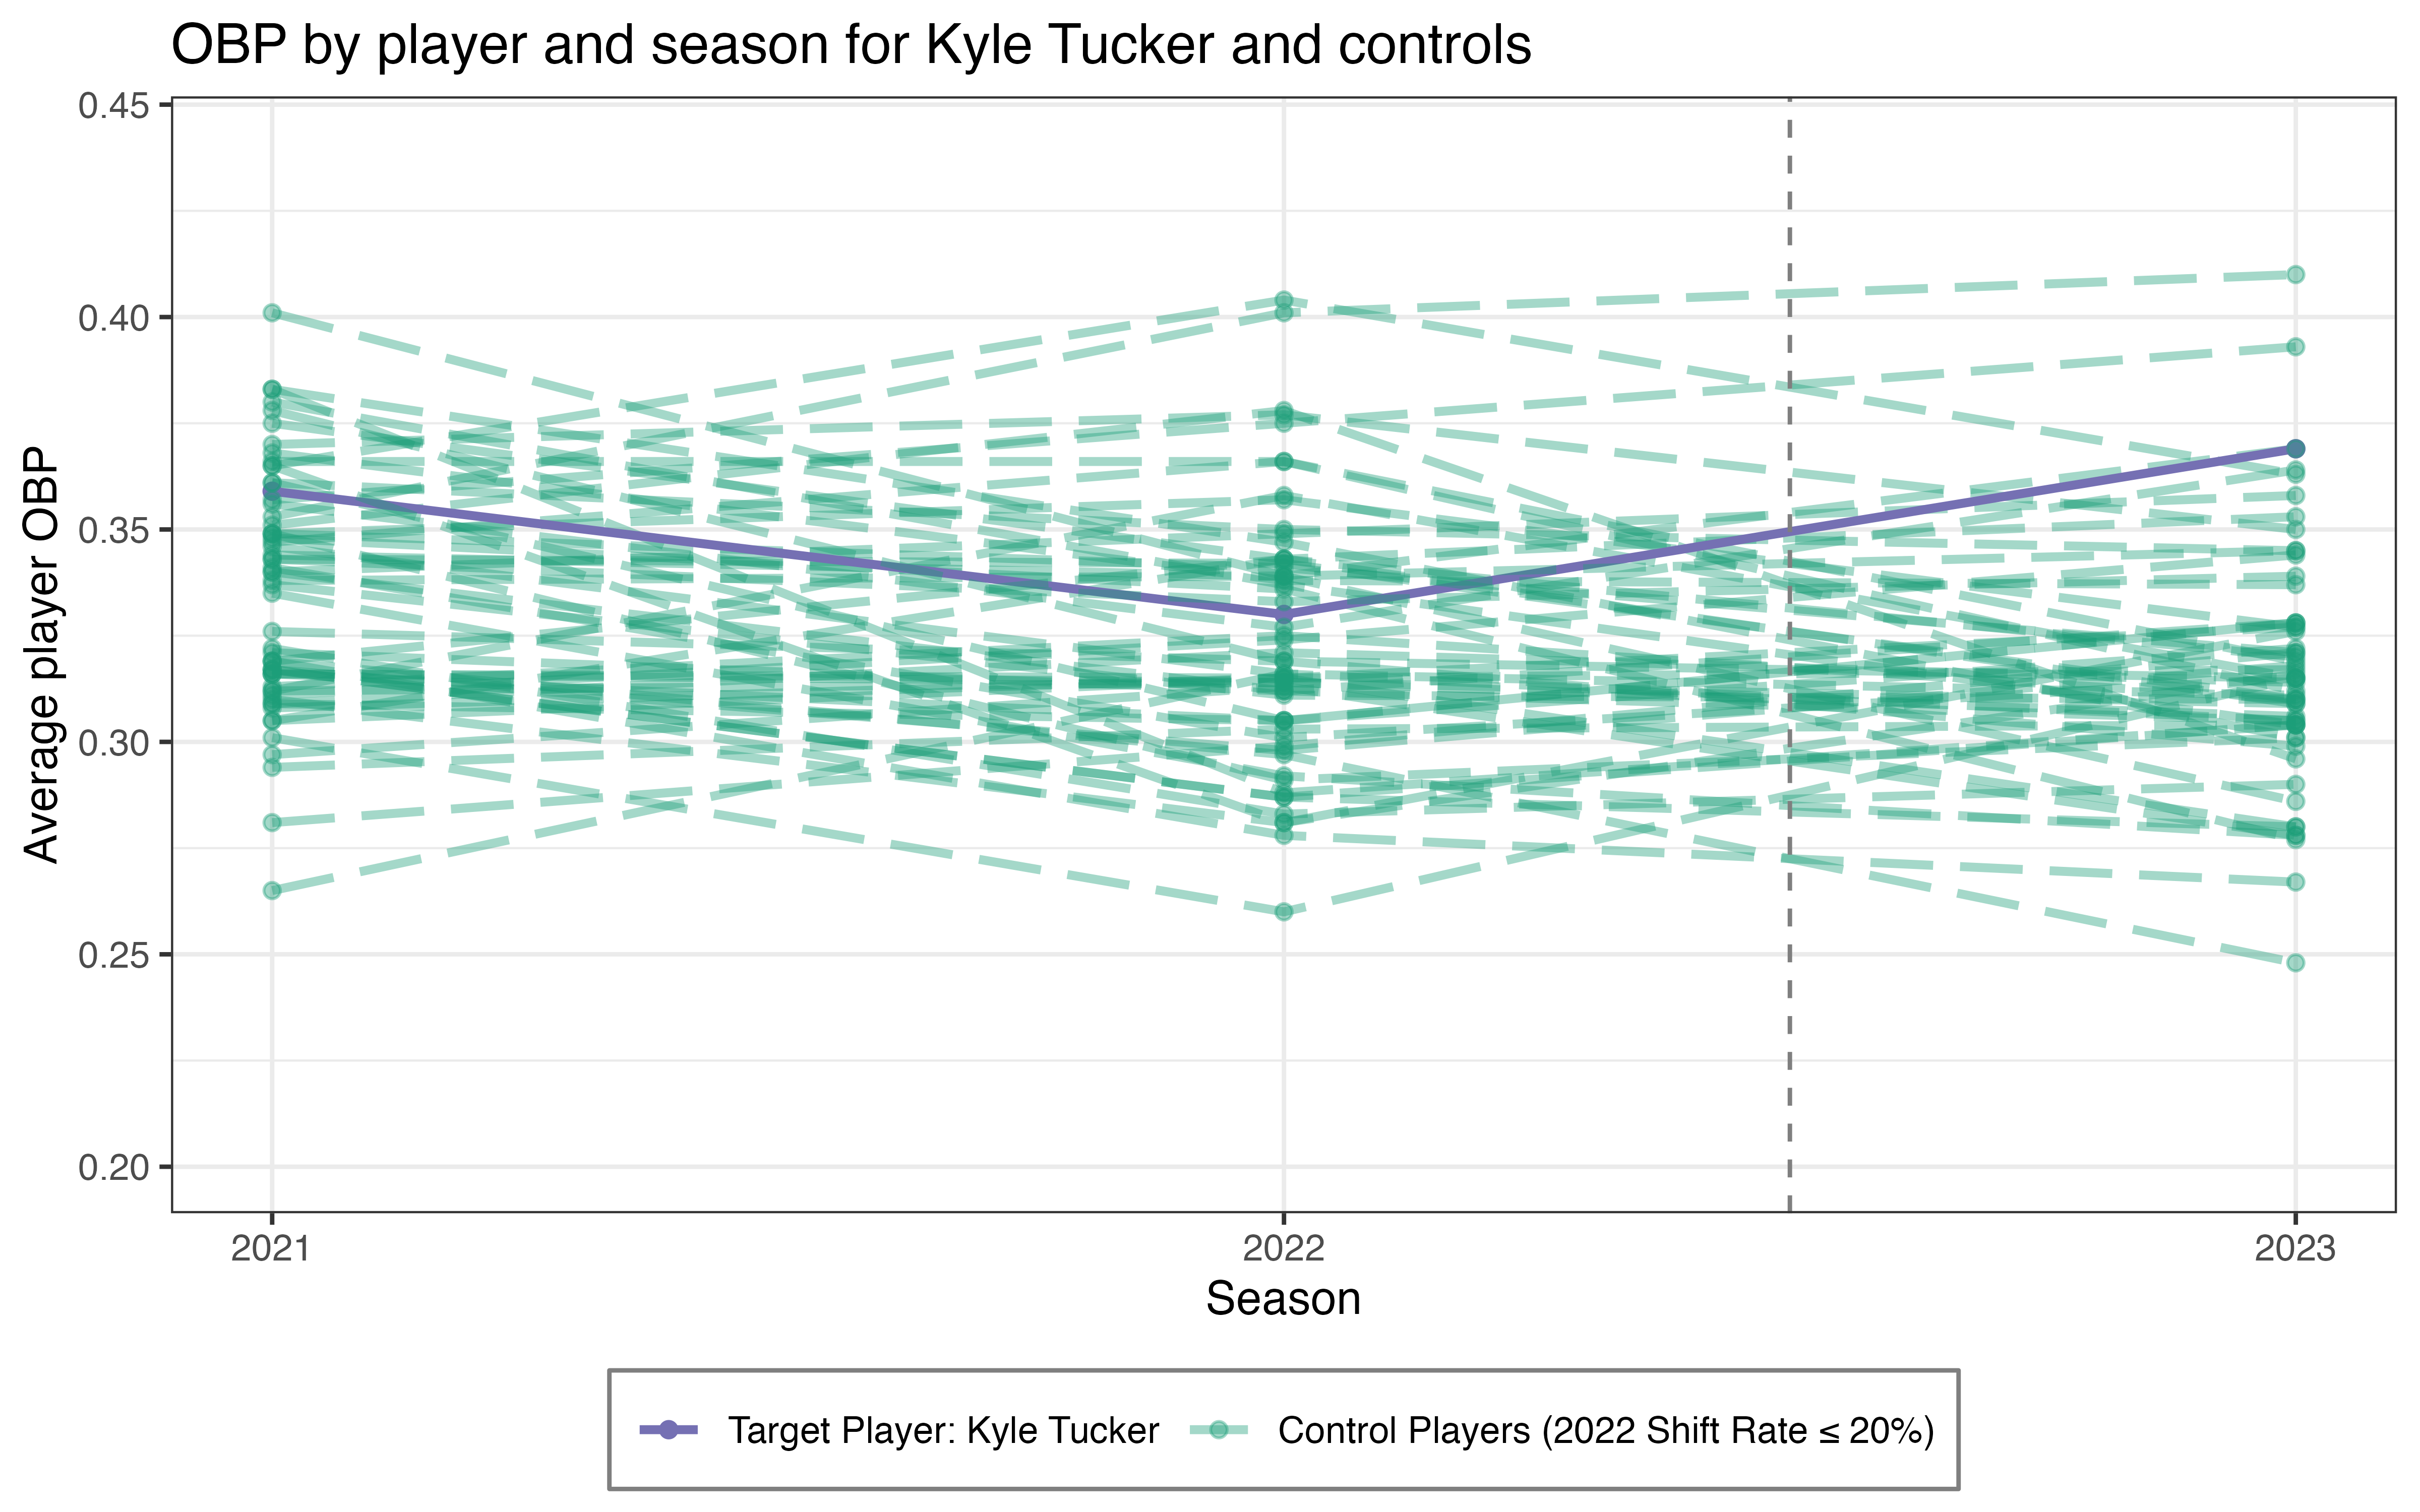 OBP by player and season for Kyle Tucker and controls
0.45
0.40
0.35
0.30
0.25
0.20
Average player OBP
2021 2022 2023
Season
Target Player: Kyle Tucker Control Players (2022 Shift Rate ≤ 20%)